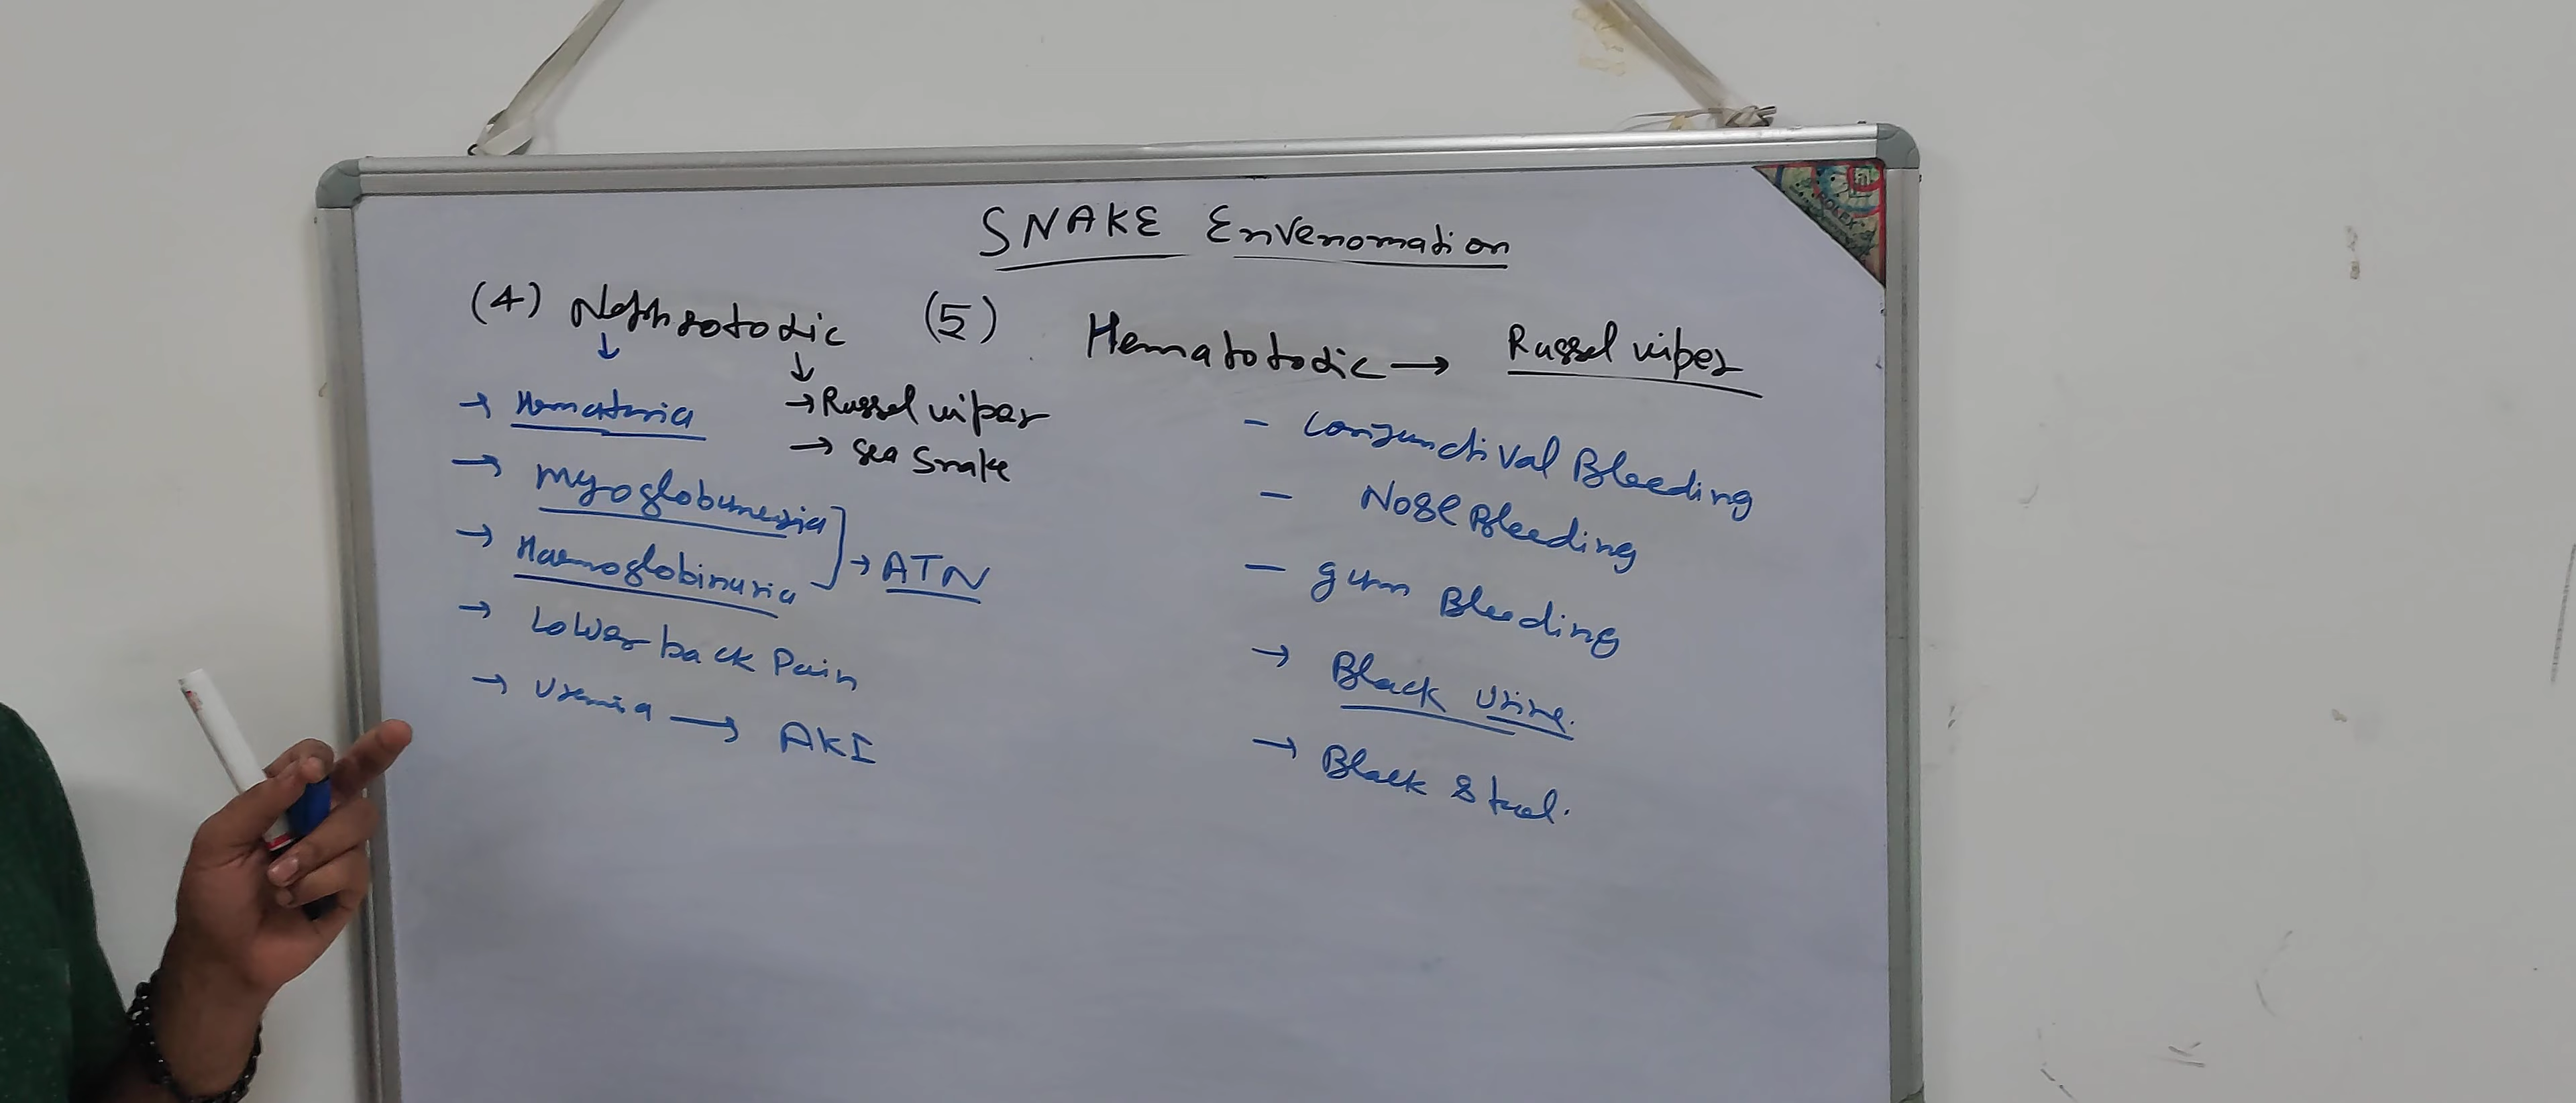 SNAKE Envenomation
(4) Nephrotoxic
→ Russel viper
→ Sea Snake
→ Hematuria
→ Myoglobinuria
→ Haemoglobinuria
→ ATN
→ Lower back Pain
→ Uremia → AKI
(5) Hematotoxic → Russel viper
- Conjunctival Bleeding
- Nose Bleeding
- gum Bleeding
→ Black Urine.
→ Black Stool.
ROLEX